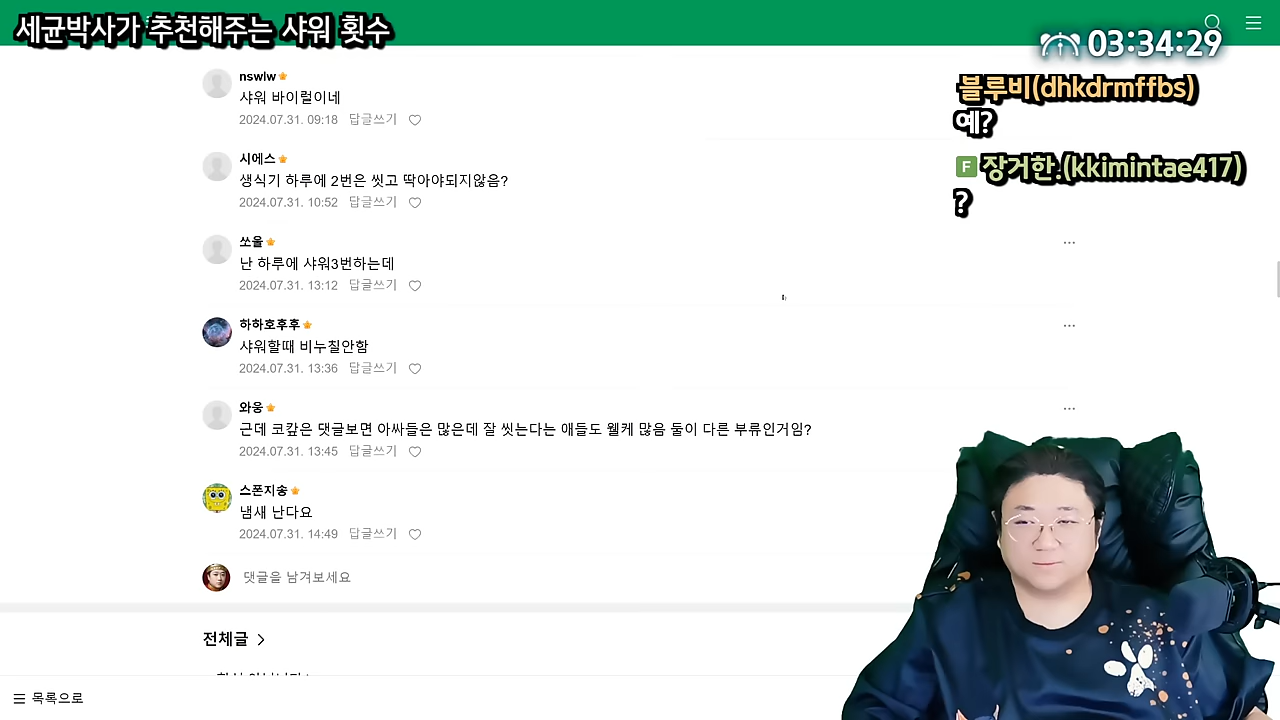 세균박사가 추천해주는 샤워 횟수
03:34:29
블루비(dhkdrmffbs)
예?
F 장거한.(kkimintae417)
?
nswlw
샤워 바이럴이네
2024.07.31. 09:18 답글쓰기
시에스
생식기 하루에 2번은 씻고 딱아야되지않음?
2024.07.31. 10:52 답글쓰기
쏘울
난 하루에 샤워3번하는데
2024.07.31. 13:12 답글쓰기
하하호후후
샤워할때 비누칠안함
2024.07.31. 13:36 답글쓰기
와웅
근데 코캎은 댓글보면 아싸들은 많은데 잘 씻는다는 애들도 웰케 많음 둘이 다른 부류인거임?
2024.07.31. 13:45 답글쓰기
스폰지송
냄새 난다요
2024.07.31. 14:49 답글쓰기
댓글을 남겨보세요
전체글
목록으로